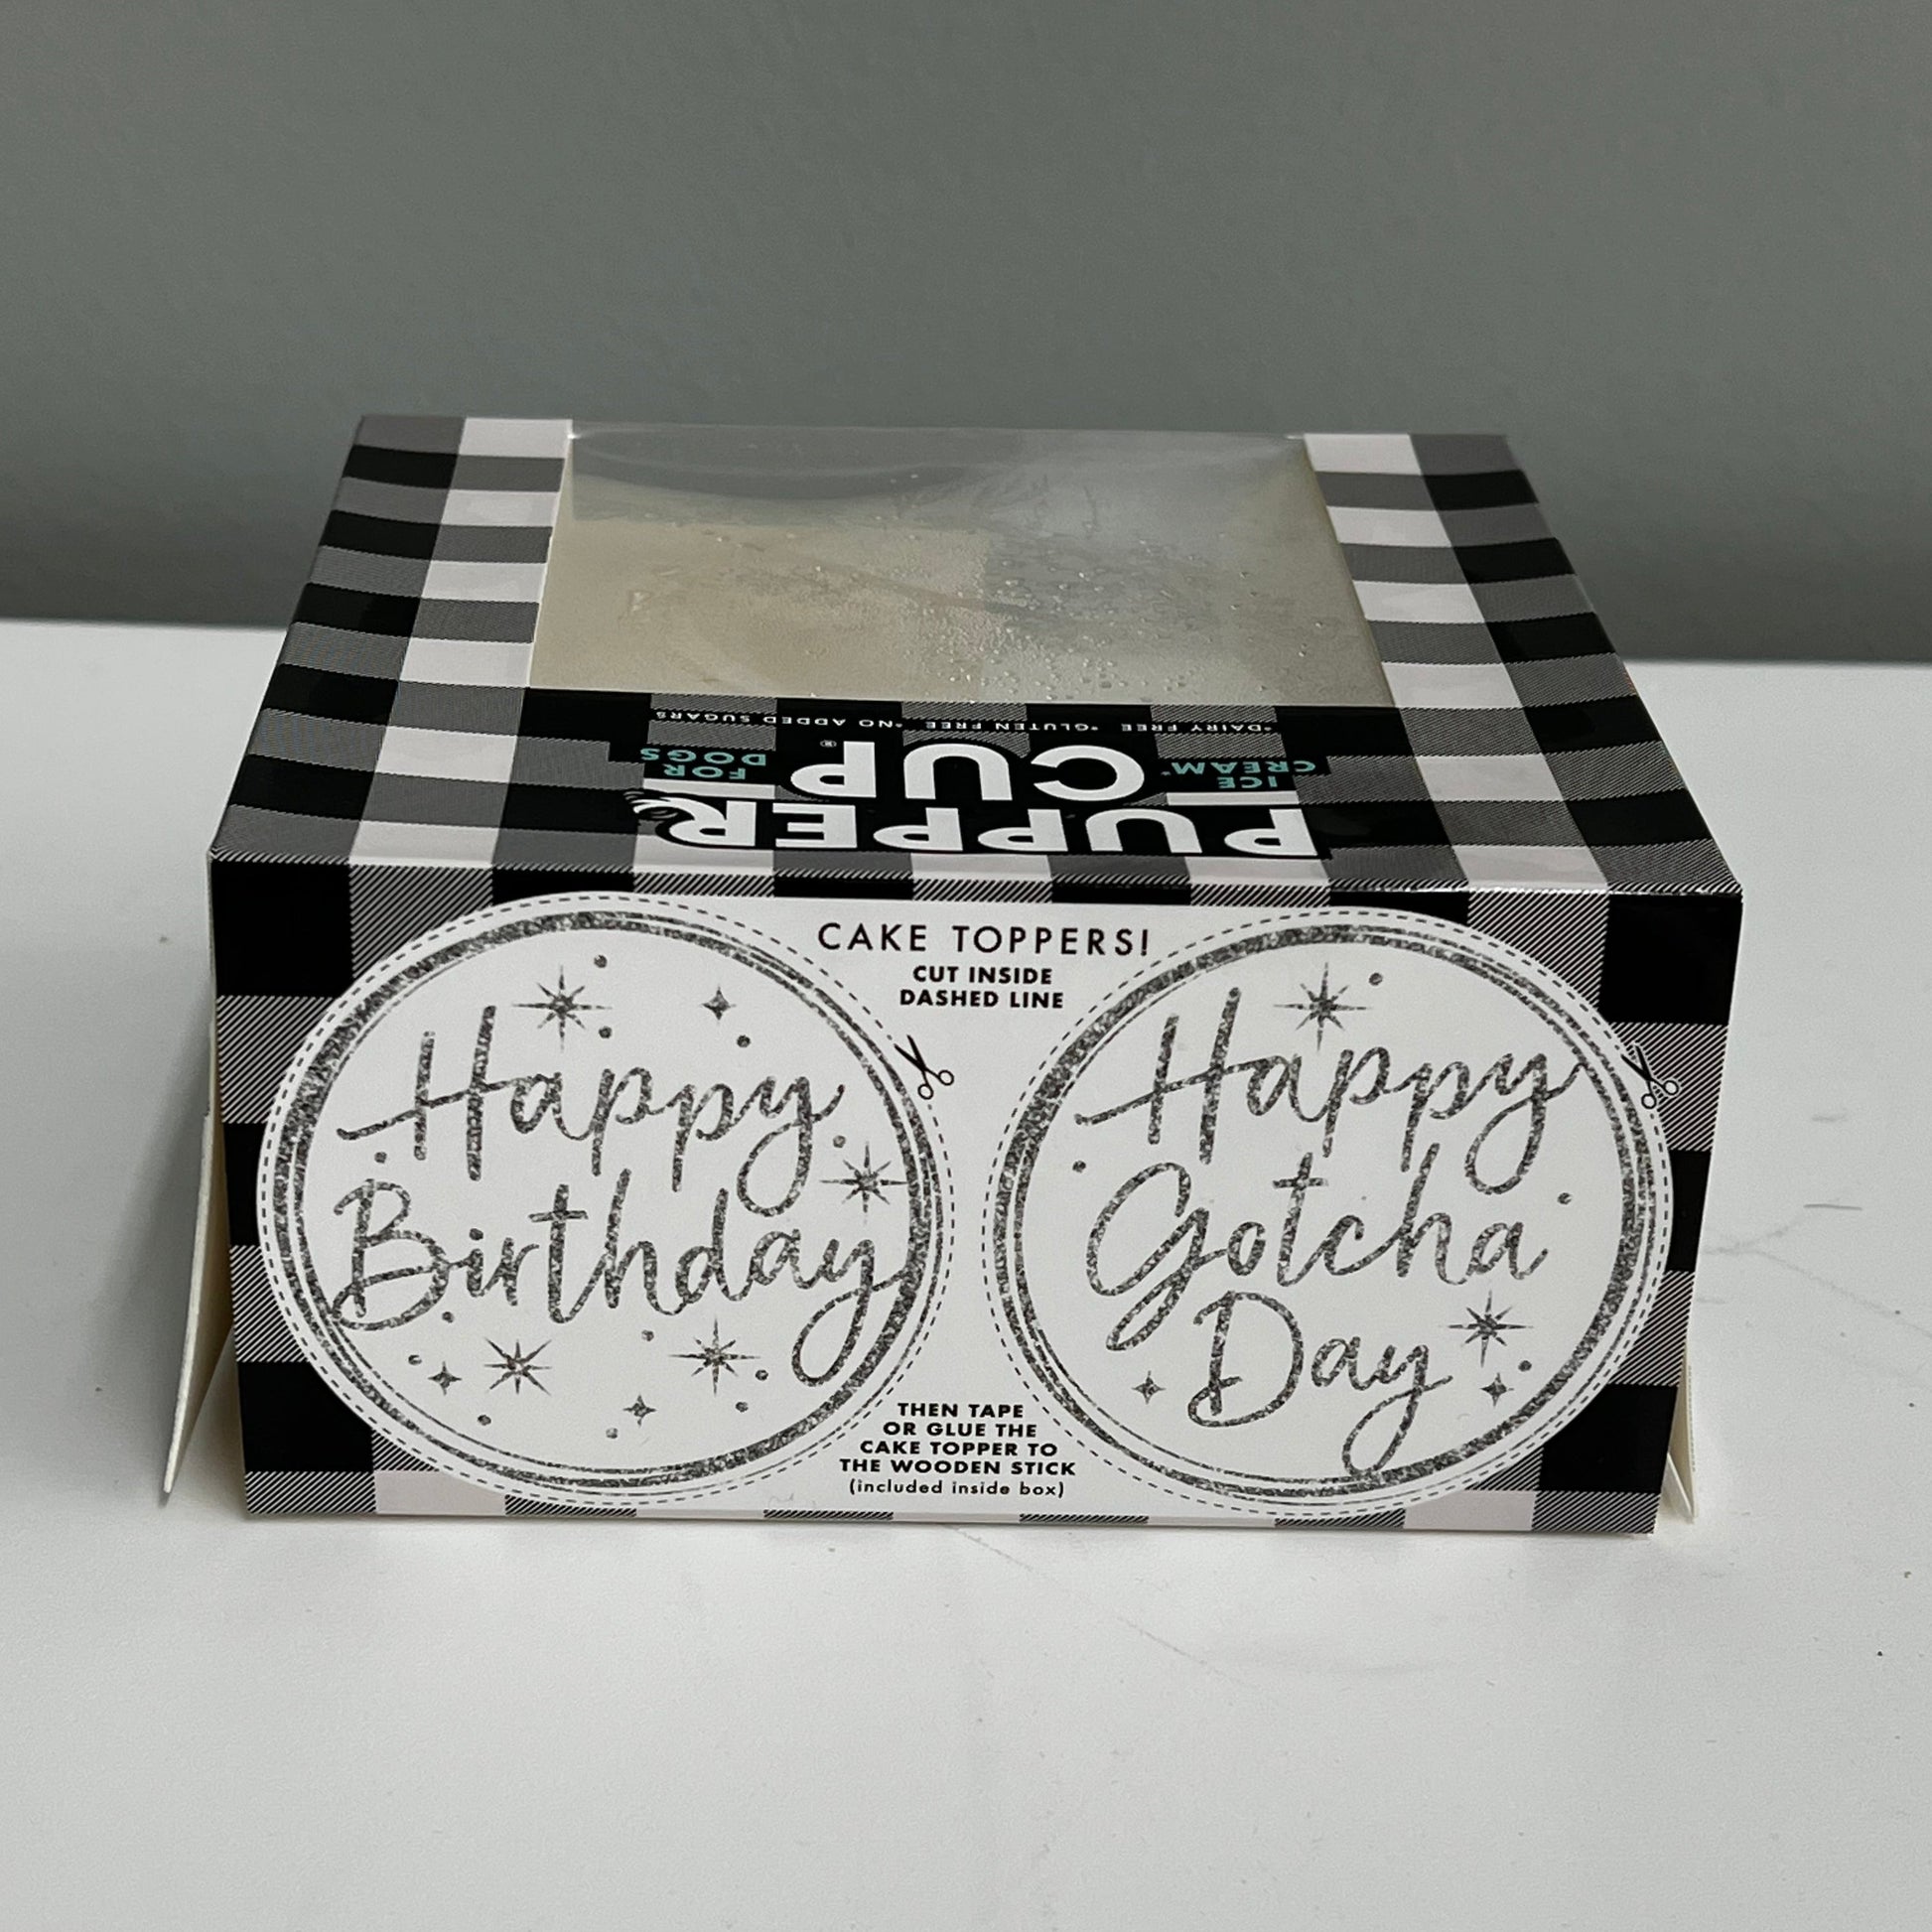 *DAIRY FREE *GLUTEN FREE *NO ADDED SUGARS
PUPPER
ICE CREAM* CUP® FOR DOGS
CAKE TOPPERS!
CUT INSIDE
DASHED LINE
Happy
Birthday
Happy
Gotcha
Day
THEN TAPE
OR GLUE THE
CAKE TOPPER TO
THE WOODEN STICK
(included inside box)